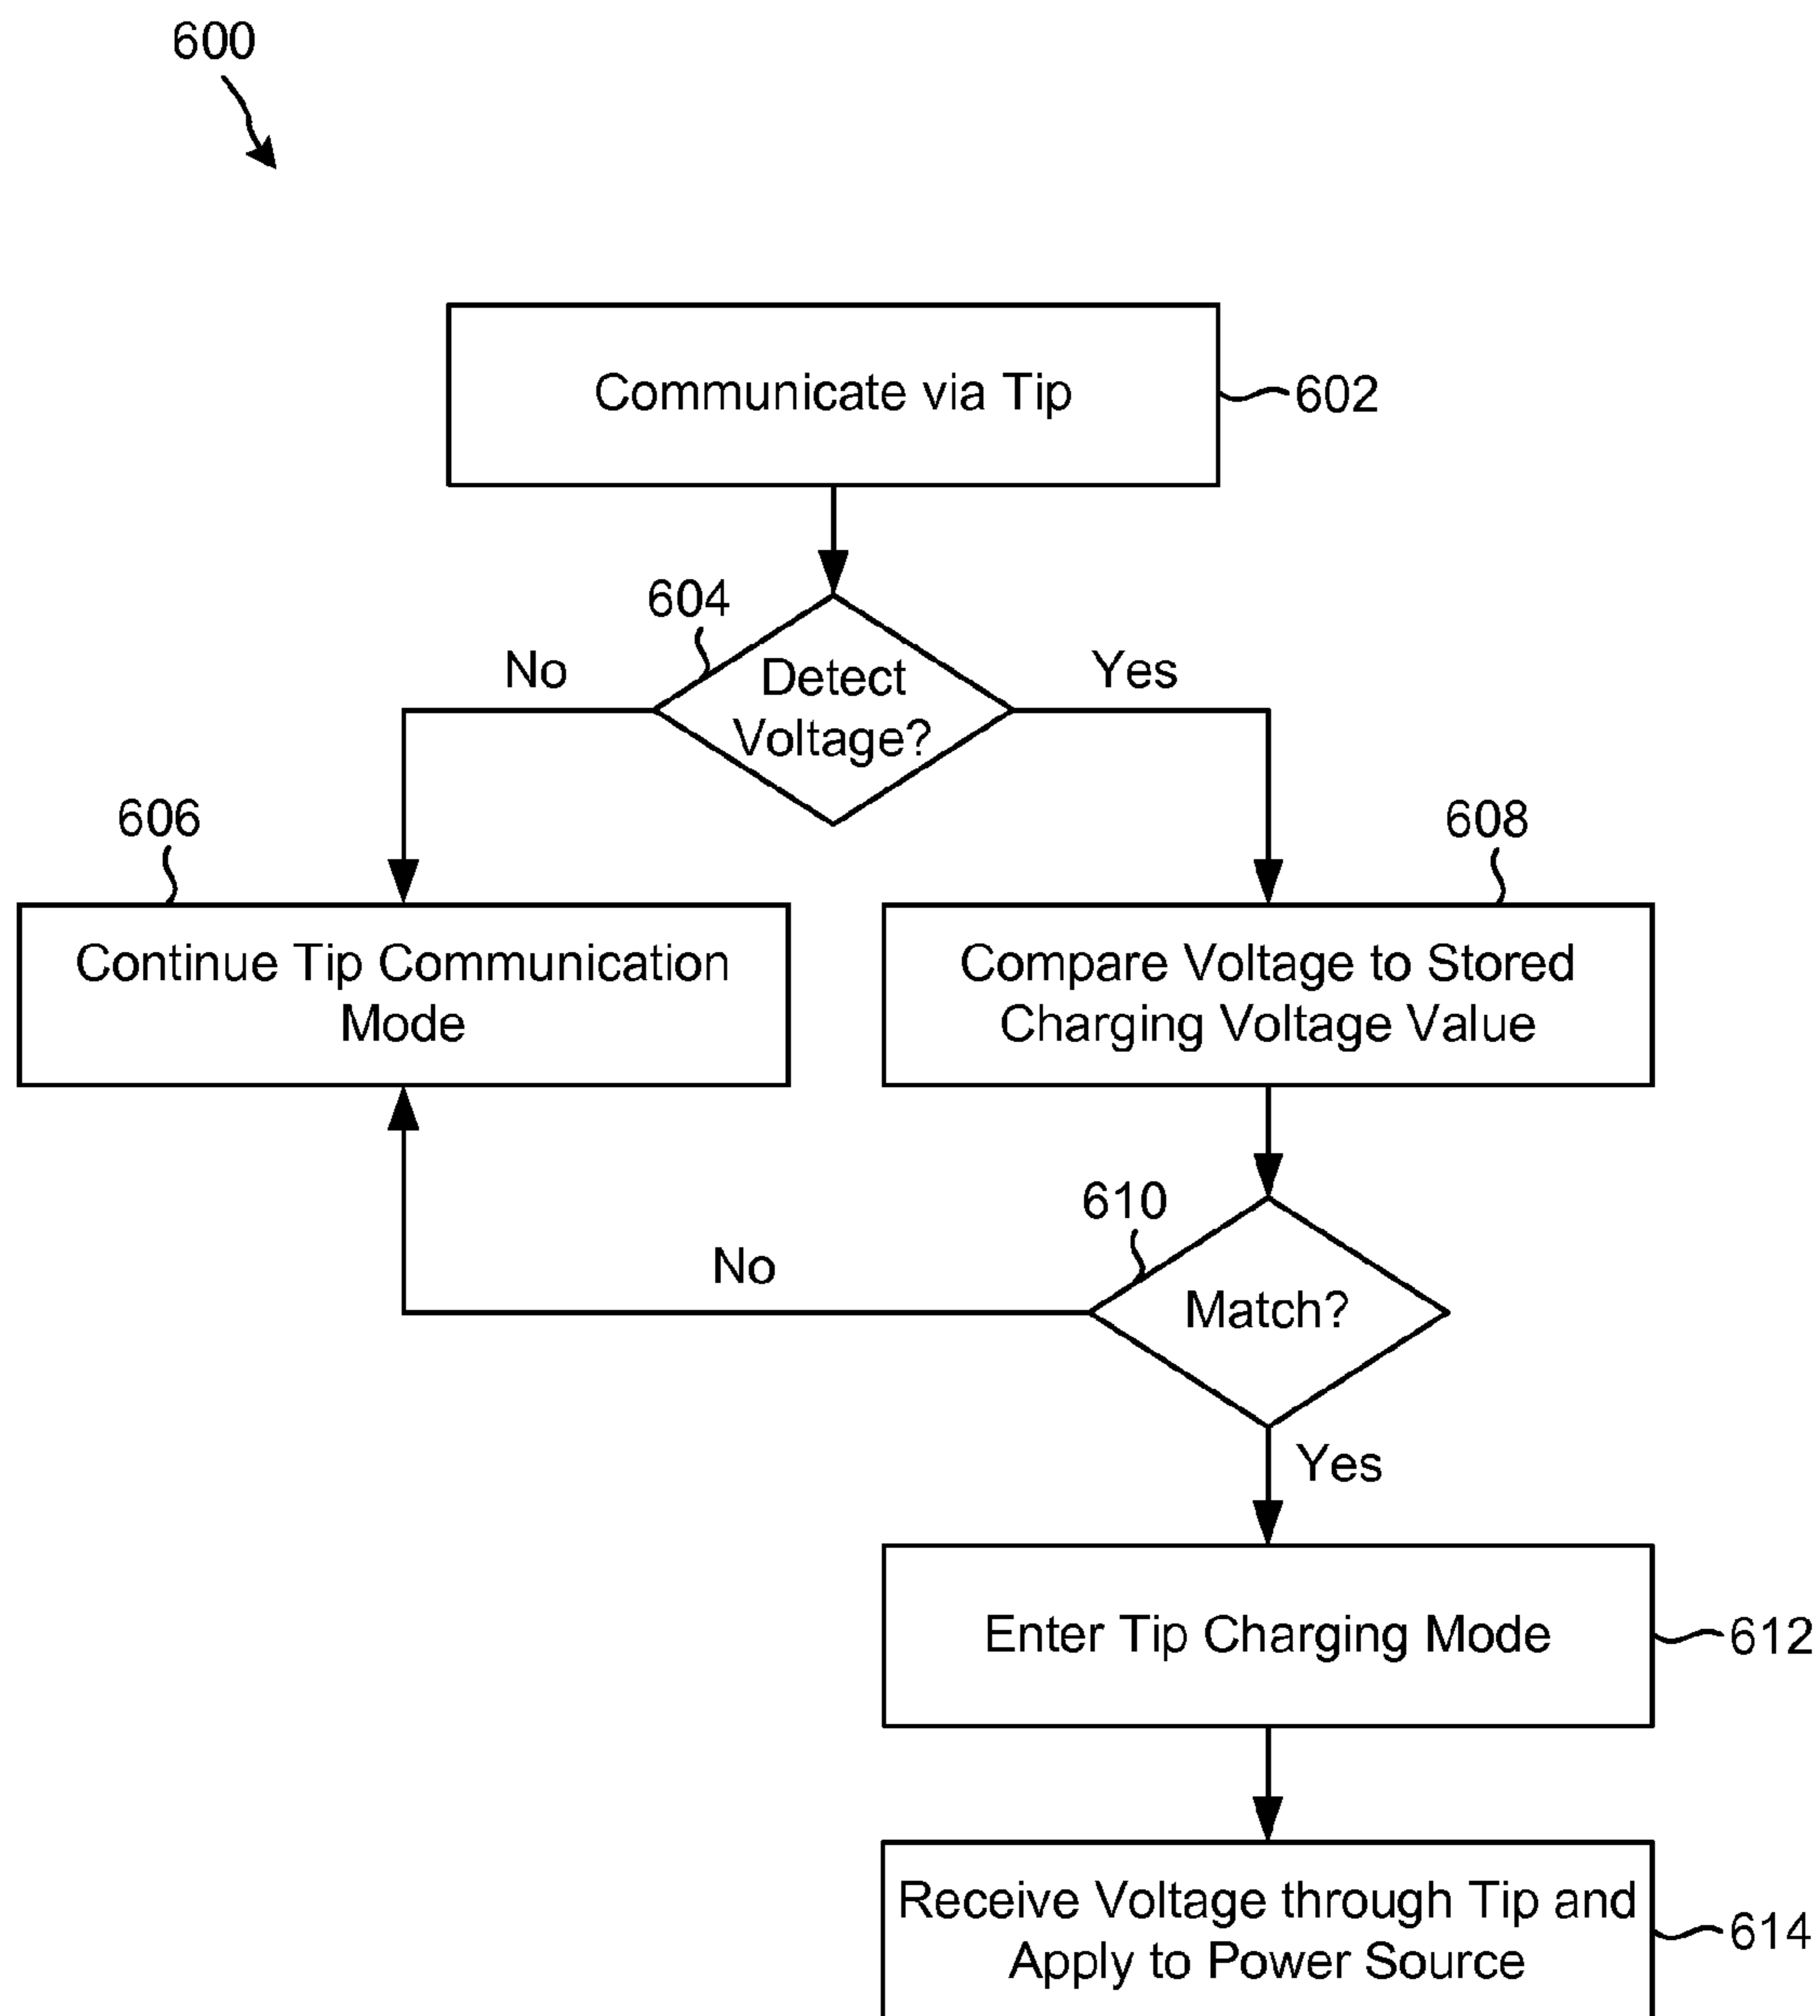 600
Communicate via Tip
602
604
Detect
Voltage?
No
Yes
606
608
Continue Tip Communication
Mode
Compare Voltage to Stored
Charging Voltage Value
610
No
Match?
Yes
Enter Tip Charging Mode
612
Receive Voltage through Tip and
Apply to Power Source
614